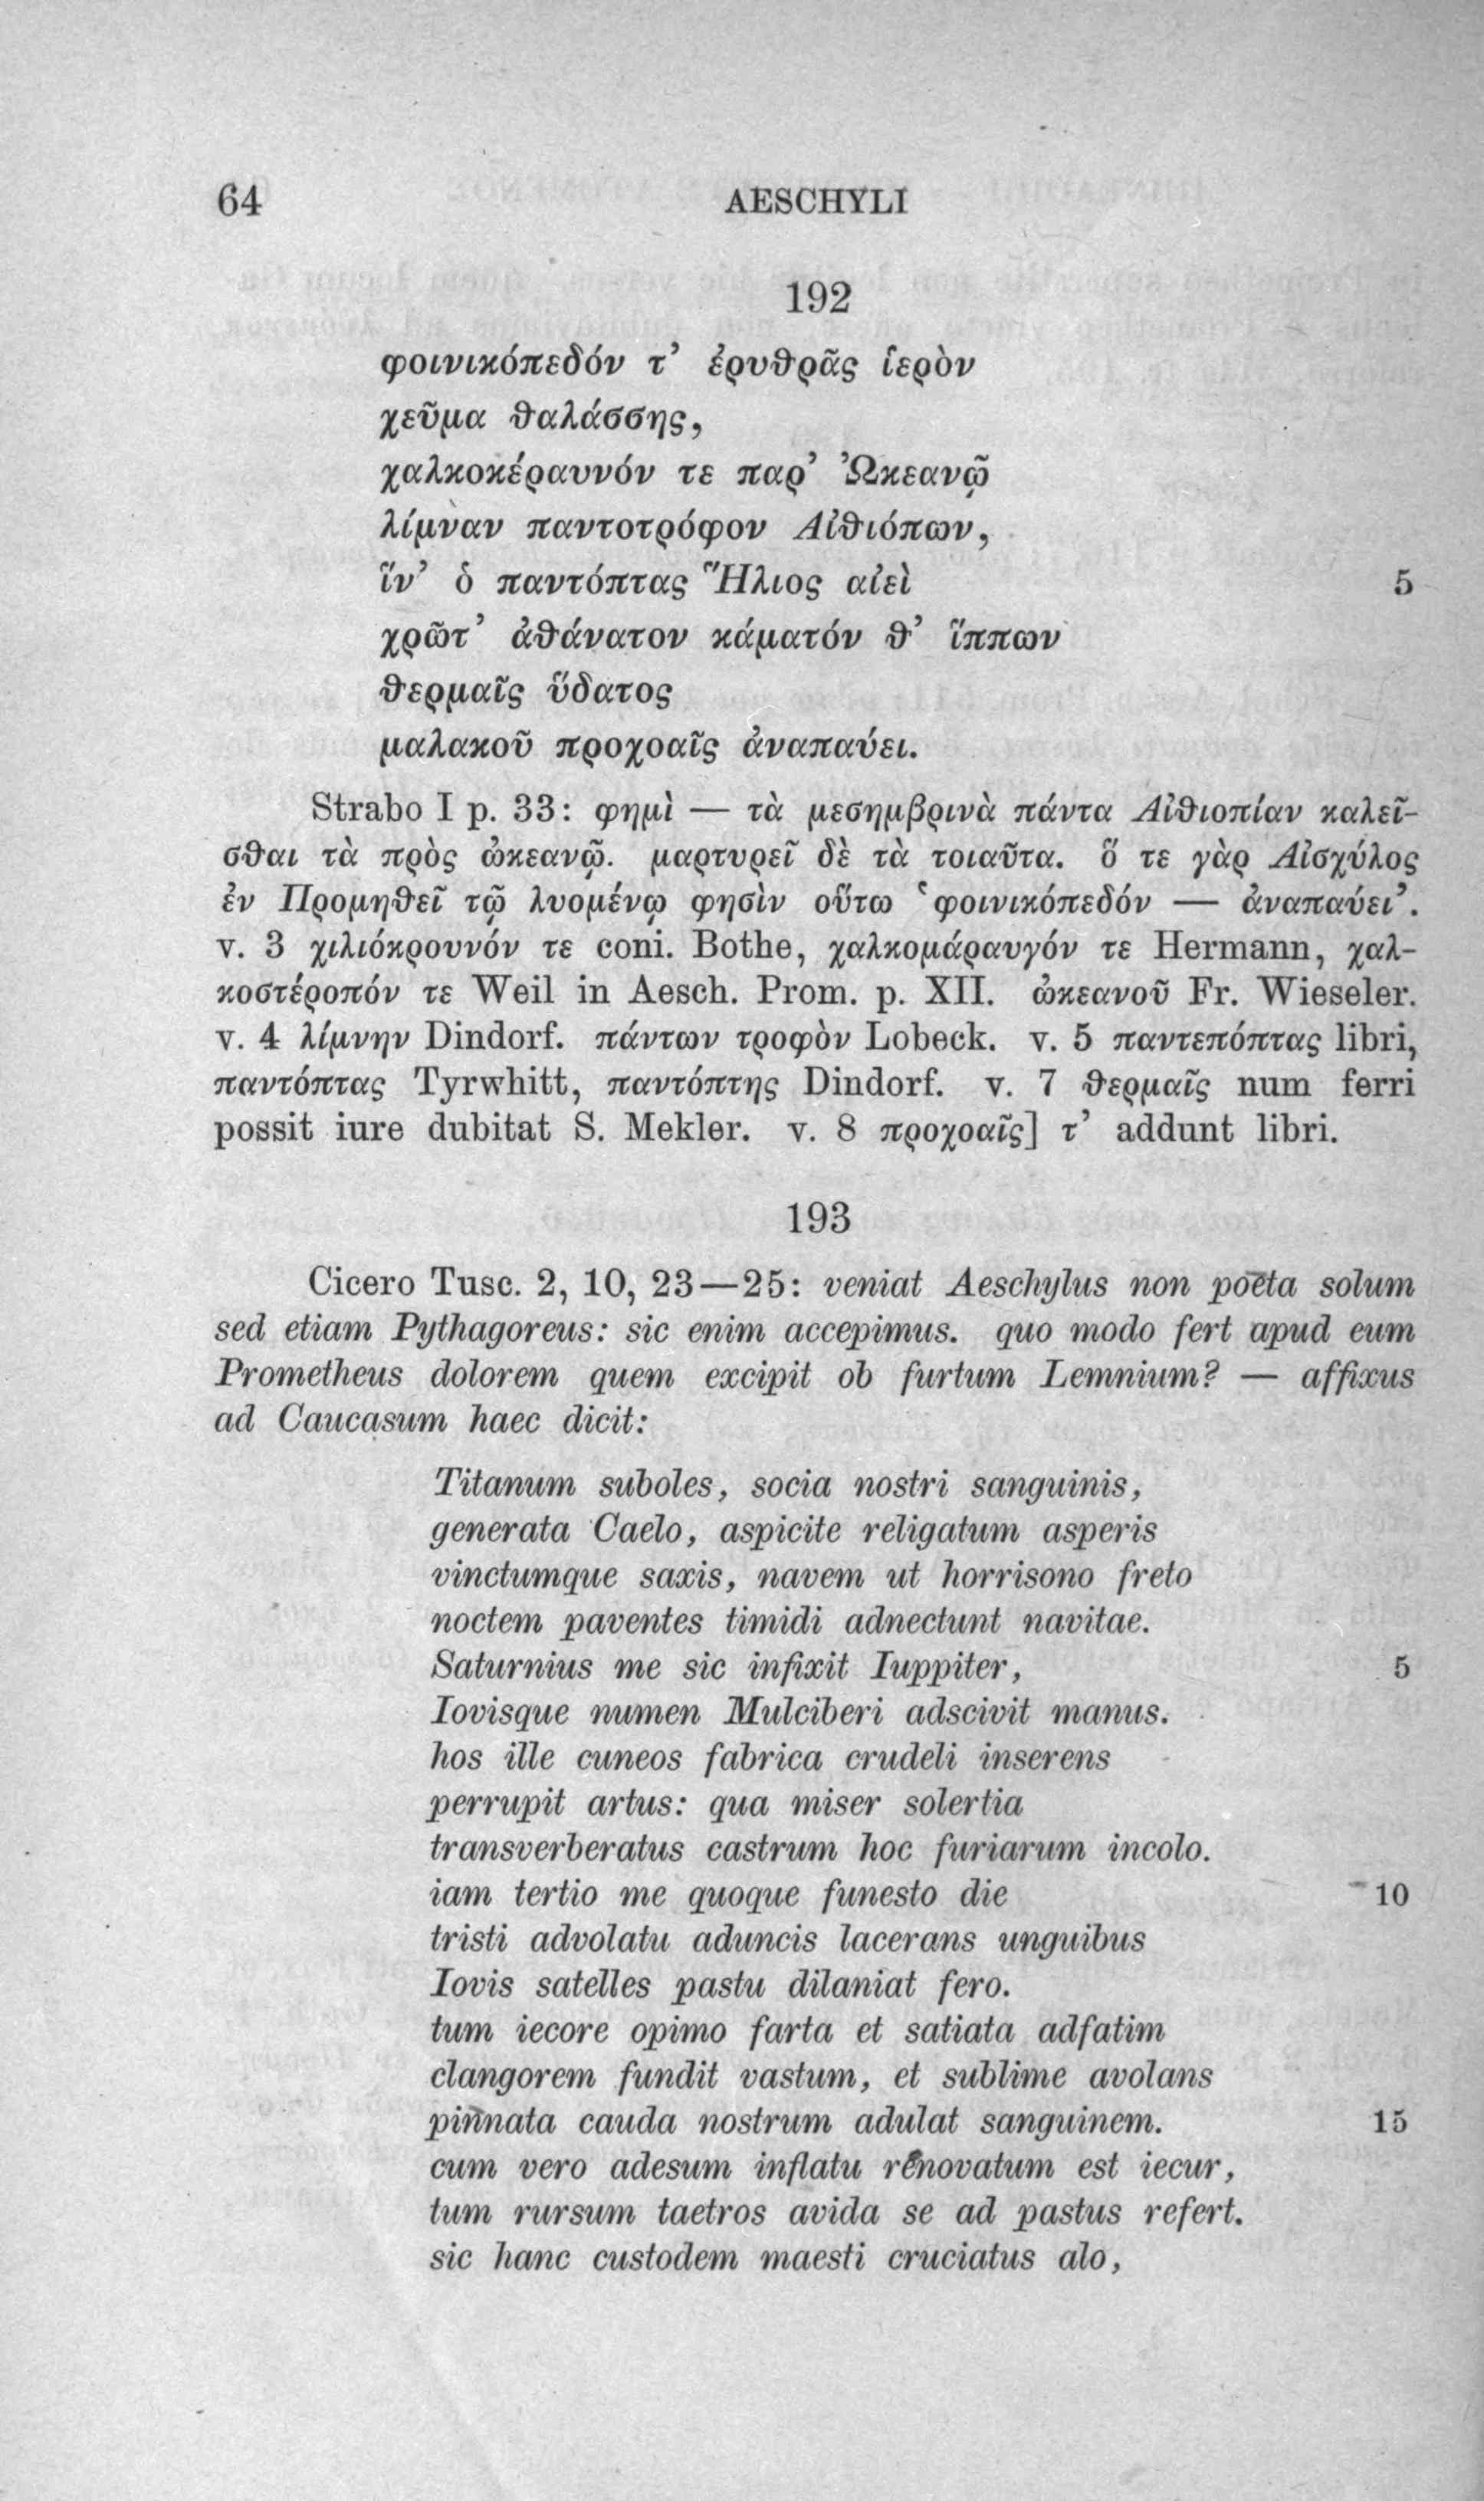 64 AESCHYLI
192
φοινικόπεδόν τ’ ἐρυθρᾶς ἱερὸν
χεῦμα θαλάσσης,
χαλκοκέραυνόν τε παρ’ Ὠκεανῷ
λίμναν παντοτρόφον Αἰθιόπων,
ἵν’ ὁ παντόπτας Ἥλιος αἰεὶ 5
χρῶτ’ ἀθάνατον κάματόν θ’ ἵππων
θερμαῖς ὕδατος
μαλακοῦ προχοαῖς ἀναπαύει.
Strabo I p. 33: φημὶ — τὰ μεσημβρινὰ πάντα Αἰθιοπίαν καλεῖ-
σθαι τὰ πρὸς ὠκεανῷ. μαρτυρεῖ δὲ τὰ τοιαῦτα. ὅ τε γὰρ Αἰσχύλος
ἐν Προμηθεῖ τῷ λυομένῳ φησὶν οὕτω ‘φοινικόπεδόν — ἀναπαύει’.
v. 3 χιλιόκρουνόν τε coni. Bothe, χαλκομάραυγόν τε Hermann, χαλ-
κοστέροπόν τε Weil in Aesch. Prom. p. XII. ὠκεανοῦ Fr. Wieseler.
v. 4 λίμνην Dindorf. πάντων τροφὸν Lobeck. v. 5 παντεπόπτας libri,
παντόπτας Tyrwhitt, παντόπτης Dindorf. v. 7 θερμαῖς num ferri
possit iure dubitat S. Mekler. v. 8 προχοαῖς] τ’ addunt libri.
193
Cicero Tusc. 2, 10, 23—25: veniat Aeschylus non poëta solum
sed etiam Pythagoreus: sic enim accepimus. quo modo fert apud eum
Prometheus dolorem quem excipit ob furtum Lemnium? — affixus
ad Caucasum haec dicit:
Titanum suboles, socia nostri sanguinis,
generata Caelo, aspicite religatum asperis
vinctumque saxis, navem ut horrisono freto
noctem paventes timidi adnectunt navitae.
Saturnius me sic infixit Iuppiter, 5
Iovisque numen Mulciberi adscivit manus.
hos ille cuneos fabrica crudeli inserens
perrupit artus: qua miser solertia
transverberatus castrum hoc furiarum incolo.
iam tertio me quoque funesto die 10
tristi advolatu aduncis lacerans unguibus
Iovis satelles pastu dilaniat fero.
tum iecore opimo farta et satiata adfatim
clangorem fundit vastum, et sublime avolans
pinnata cauda nostrum adulat sanguinem. 15
cum vero adesum inflatu renovatum est iecur,
tum rursum taetros avida se ad pastus refert.
sic hanc custodem maesti cruciatus alo,